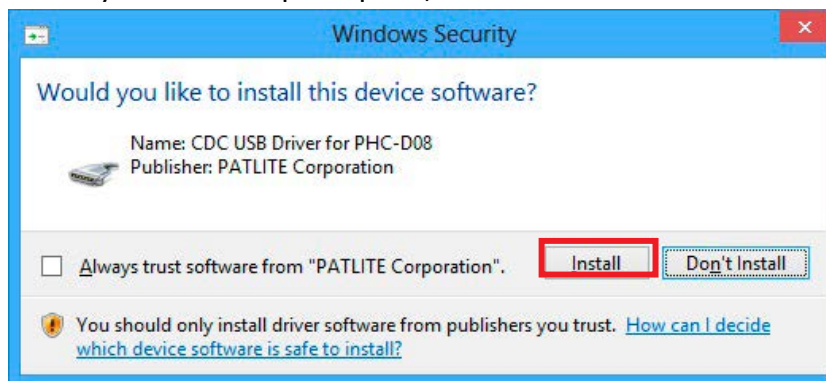 Windows Security
Would you like to install this device software?
Name: CDC USB Driver for PHC-D08
Publisher: PATLITE Corporation
Always trust software from "PATLITE Corporation".
Install
Don't Install
You should only install driver software from publishers you trust. How can I decide
which device software is safe to install?